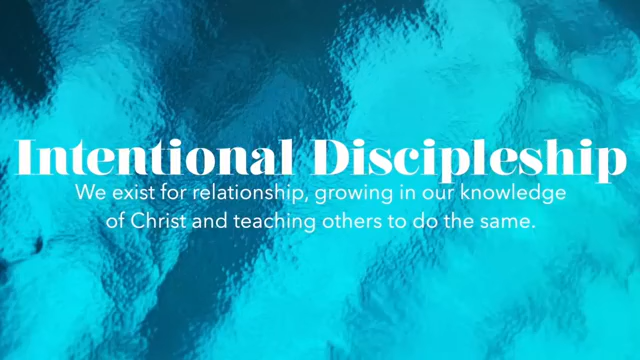 Intentional Discipleship
We exist for relationship, growing in our knowledge
of Christ and teaching others to do the same.